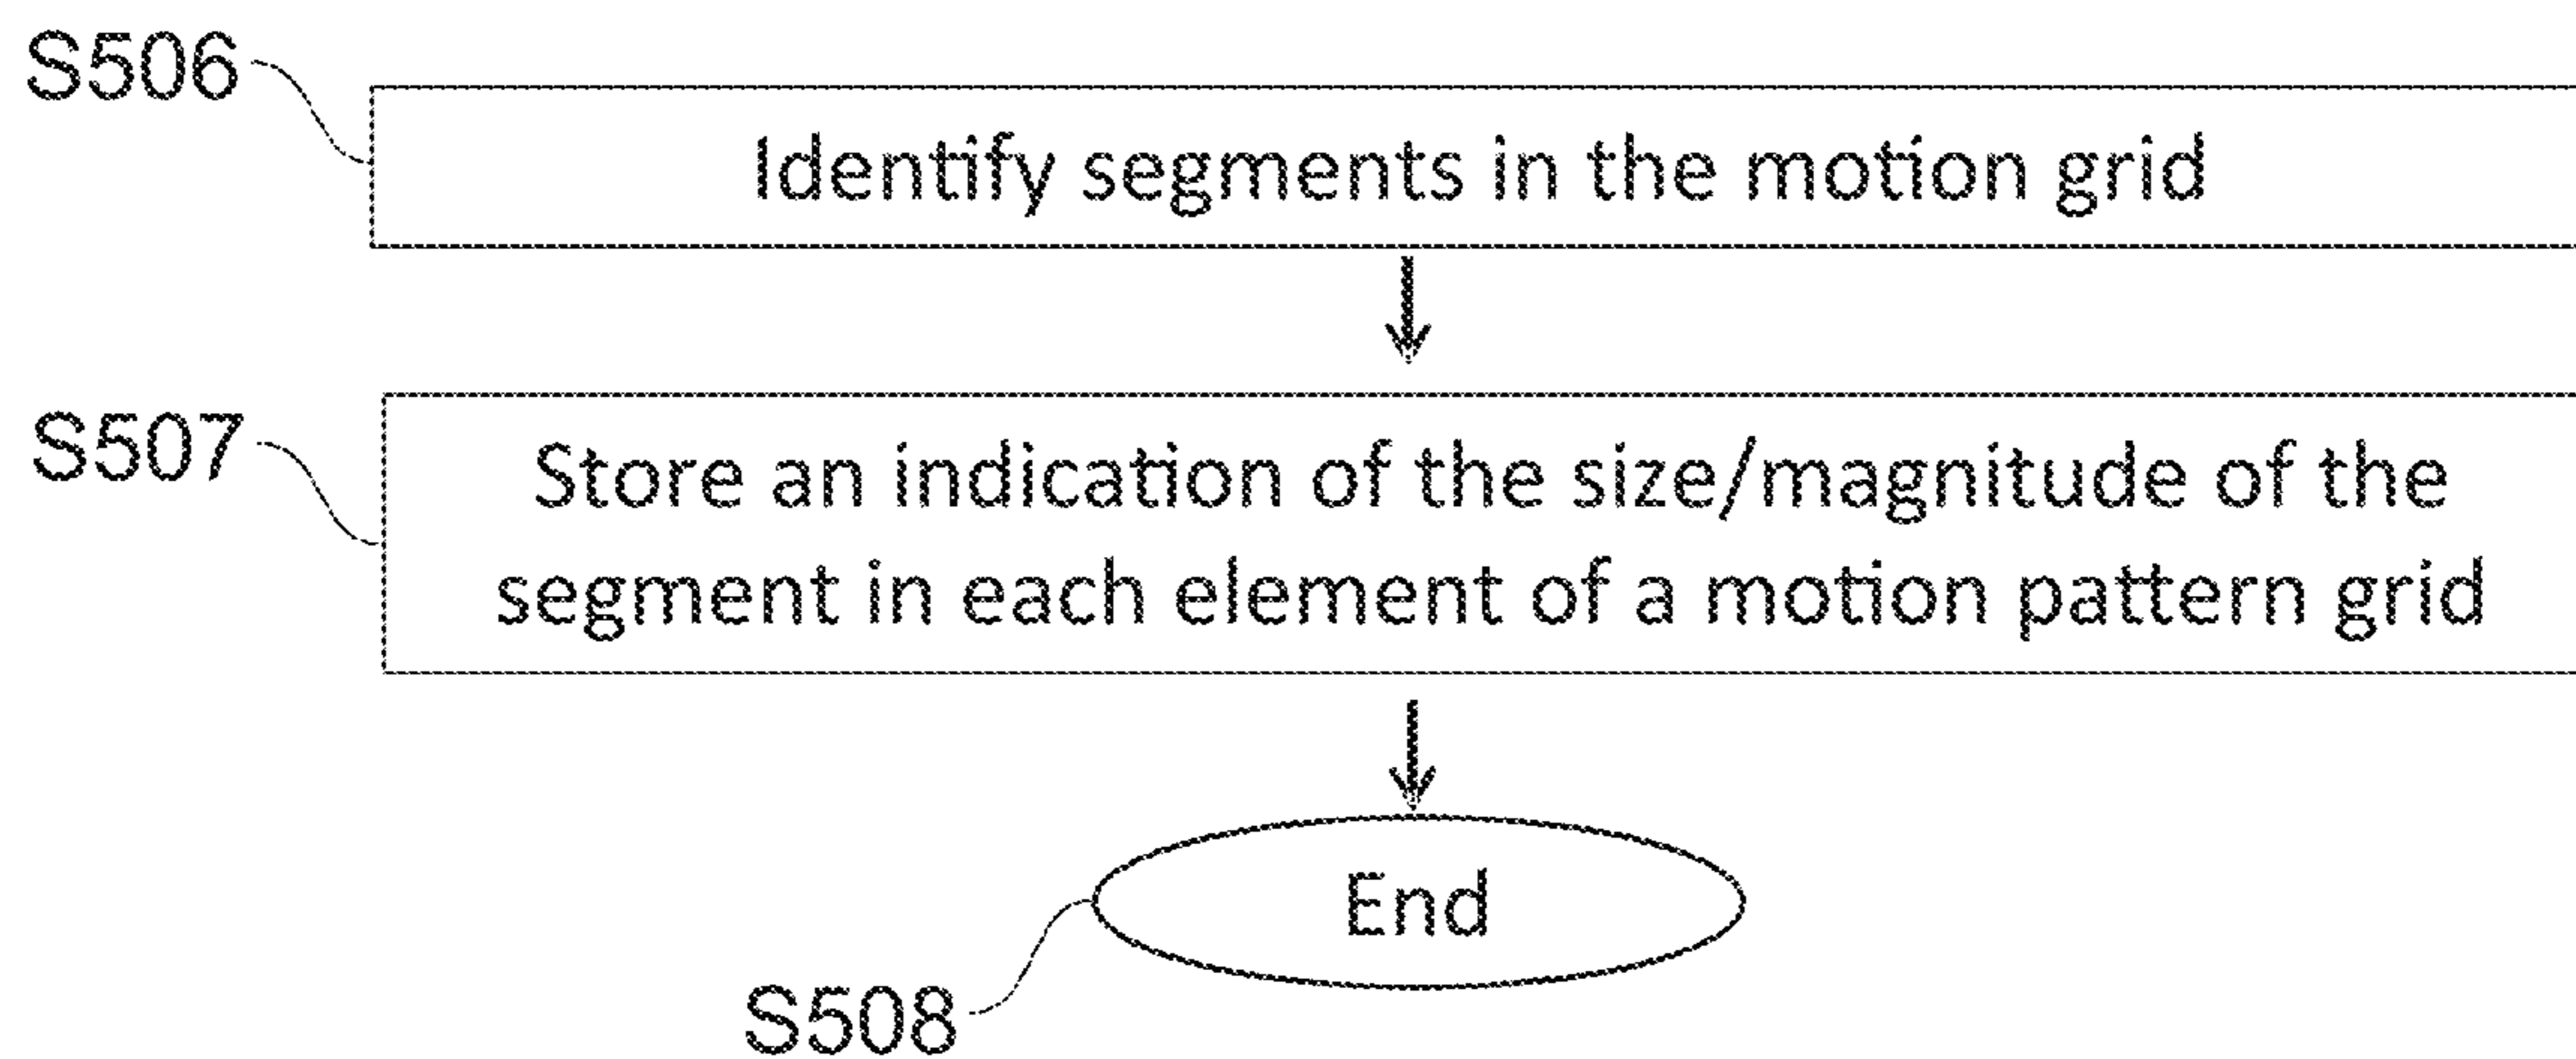 S506
Identify segments in the motion grid
S507
Store an indication of the size/magnitude of the
segment in each element of a motion pattern grid
End
S508